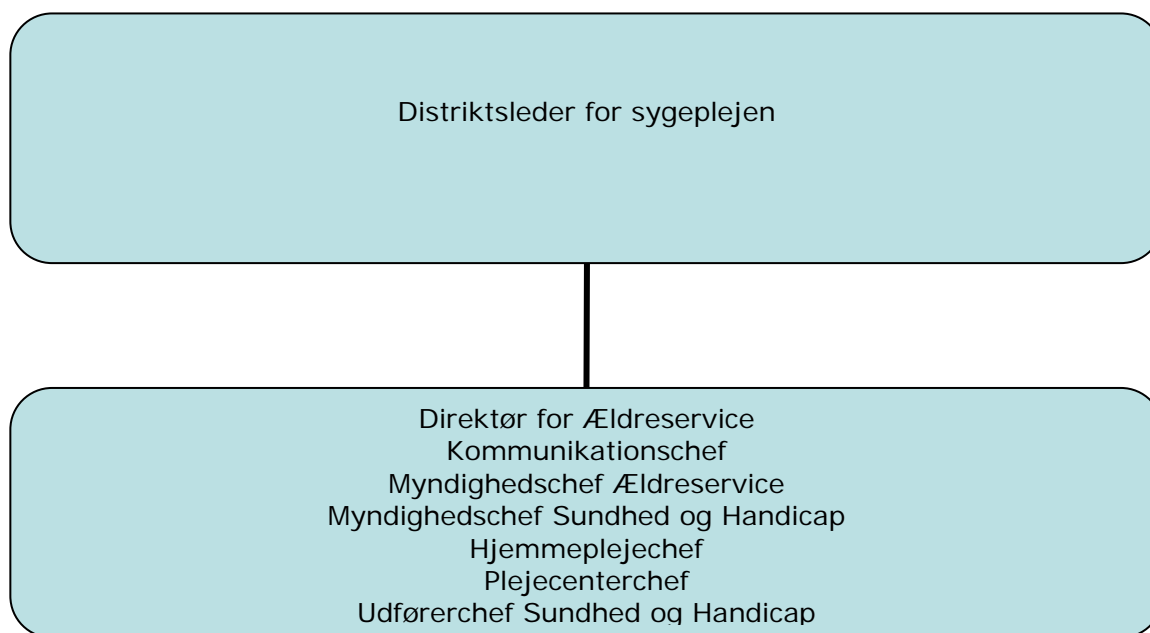 Distriktsleder for sygeplejen
Direktør for Ældreservice
Kommunikationschef
Myndighedschef Ældreservice
Myndighedschef Sundhed og Handicap
Hjemmeplejechef
Plejecenterchef
Udførerchef Sundhed og Handicap